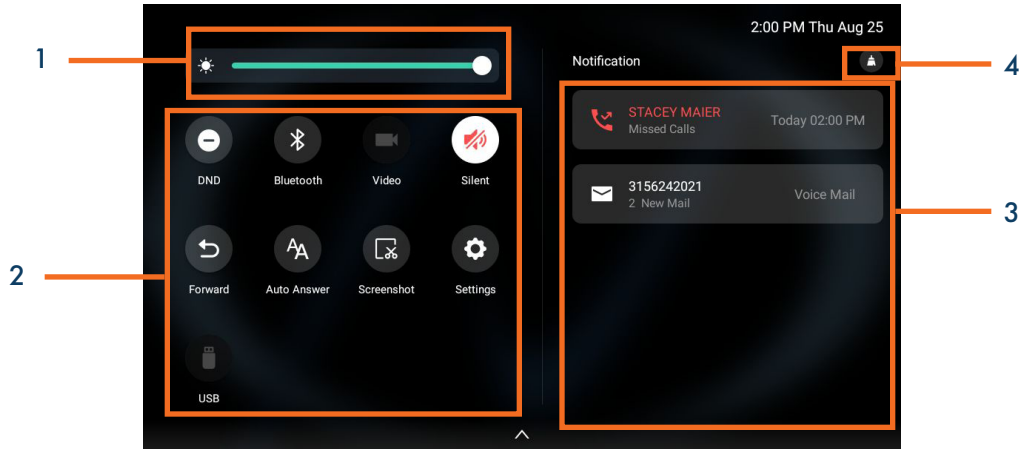 2:00 PM Thu Aug 25
1
4
Notification
STACEY MAIER
Missed Calls
Today 02:00 PM
DND
Bluetooth
Video
Silent
3156242021
2 New Mail
Voice Mail
3
2
Forward
Auto Answer
Screenshot
Settings
USB